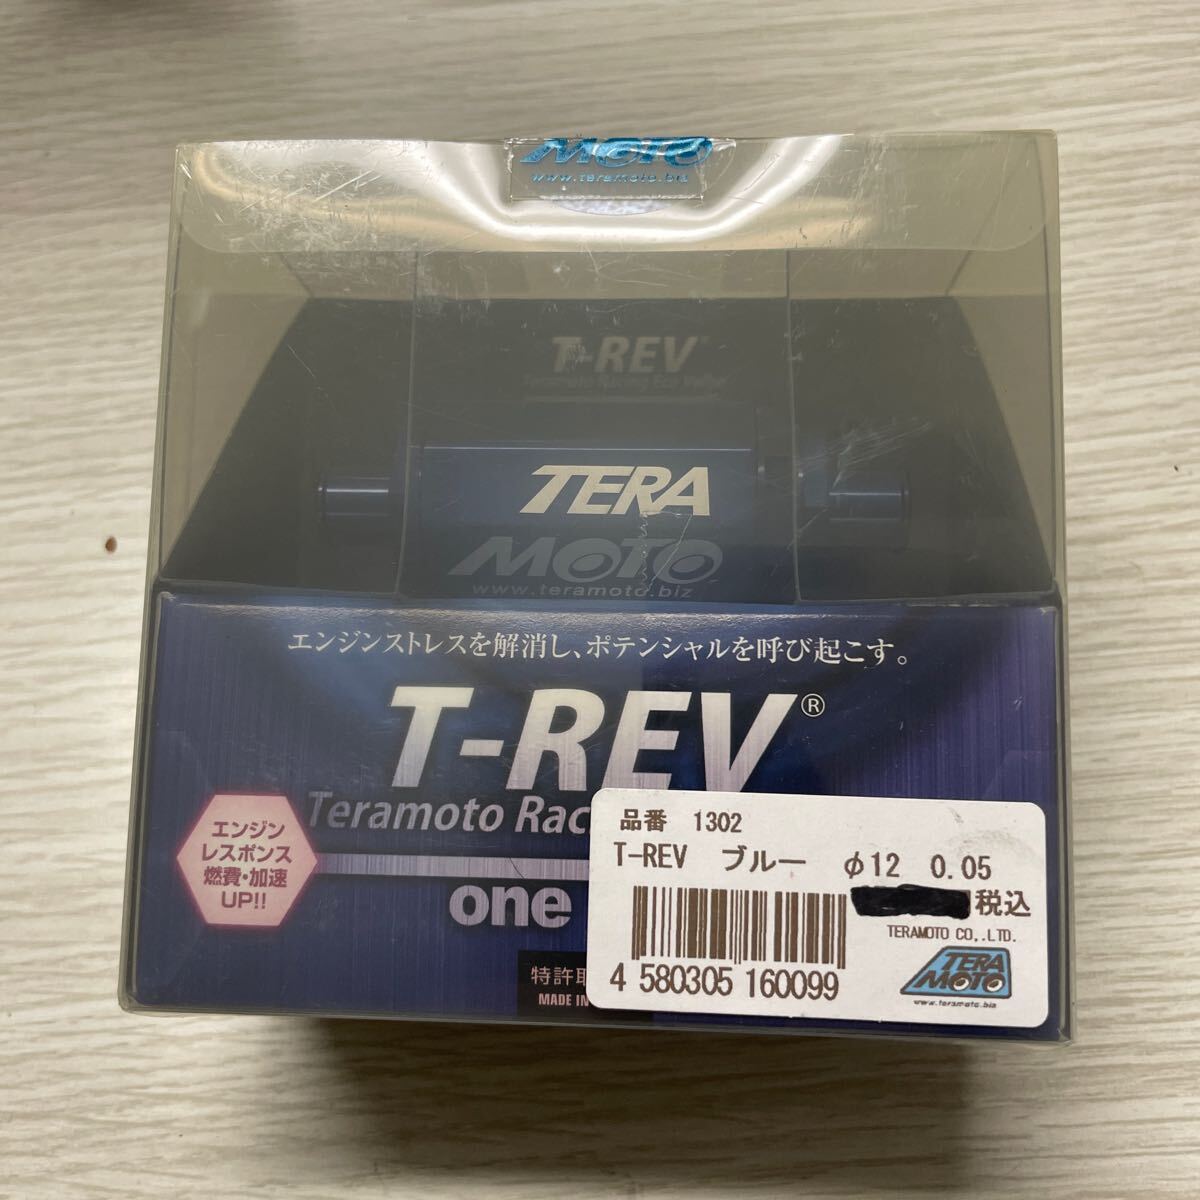 MOTO
www.teramoto.biz
T-REV
Teramoto Racing Eco Valve
TERA
MOTO
www.teramoto.biz
エンジンストレスを解消し、ポテンシャルを呼び起こす。
T-REV®
Teramoto Rac
エンジン
レスポンス
燃費・加速
UP!!
one
特許取
MADE IN
品番 1302
T-REV ブルー φ12 0.05
税込
TERAMOTO CO,.LTD.
4 580305 160099
TERA
MOTO
www.teramoto.biz